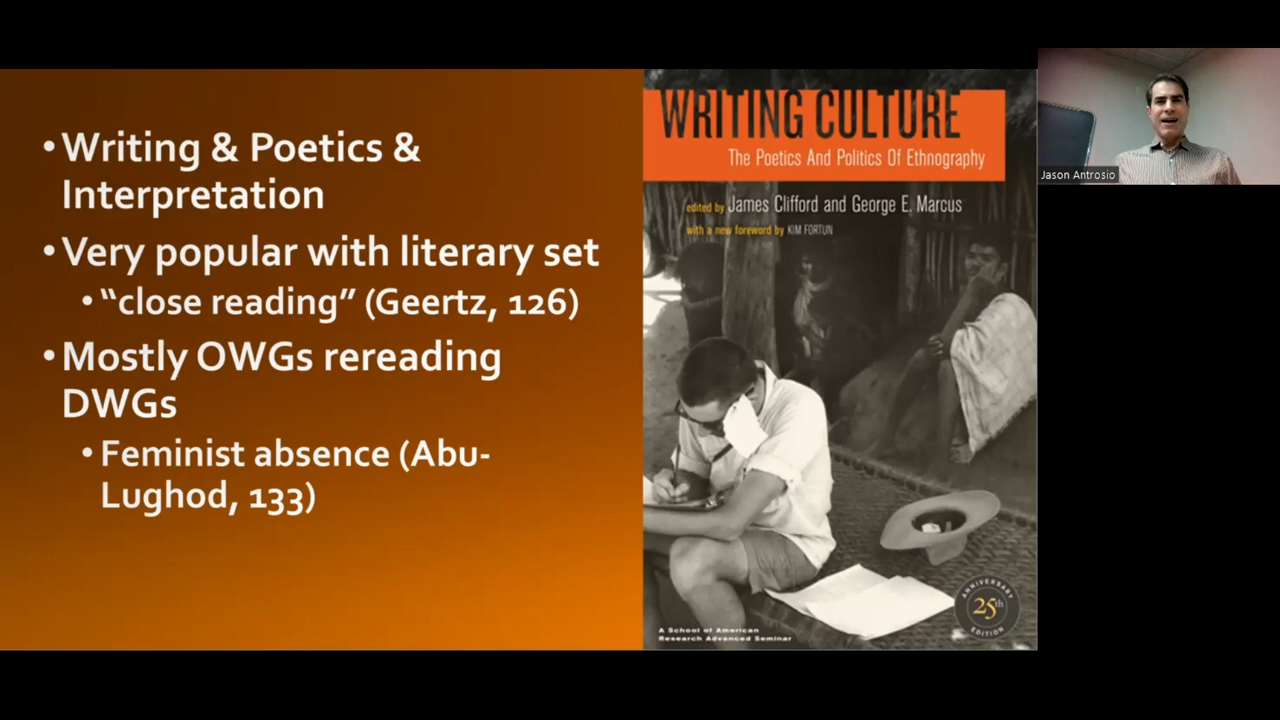 • Writing & Poetics &
Interpretation
• Very popular with literary set
• “close reading” (Geertz, 126)
• Mostly OWGs rereading
DWGs
• Feminist absence (Abu-
Lughod, 133)
WRITING CULTURE
The Poetics And Politics Of Ethnography
edited by James Clifford and George E. Marcus
with a new foreword by KIM FORTUN
ANNIVERSARY
25th
EDITION
A School of American
Research Advanced Seminar
Jason Antrosio